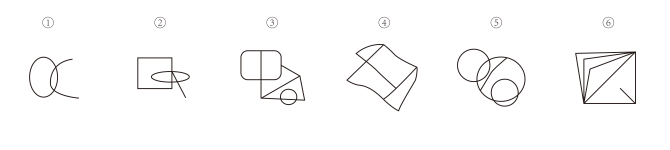 ① ② ③ ④ ⑤ ⑥